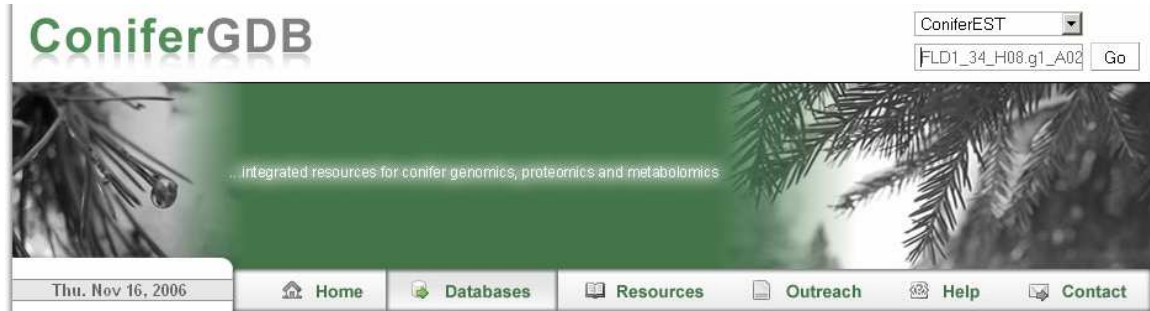 ConiferGDB
ConiferEST
FLD1_34_H08.g1_A02 Go
...integrated resources for conifer genomics, proteomics and metabolomics
Thu. Nov 16, 2006 Home Databases Resources Outreach Help Contact